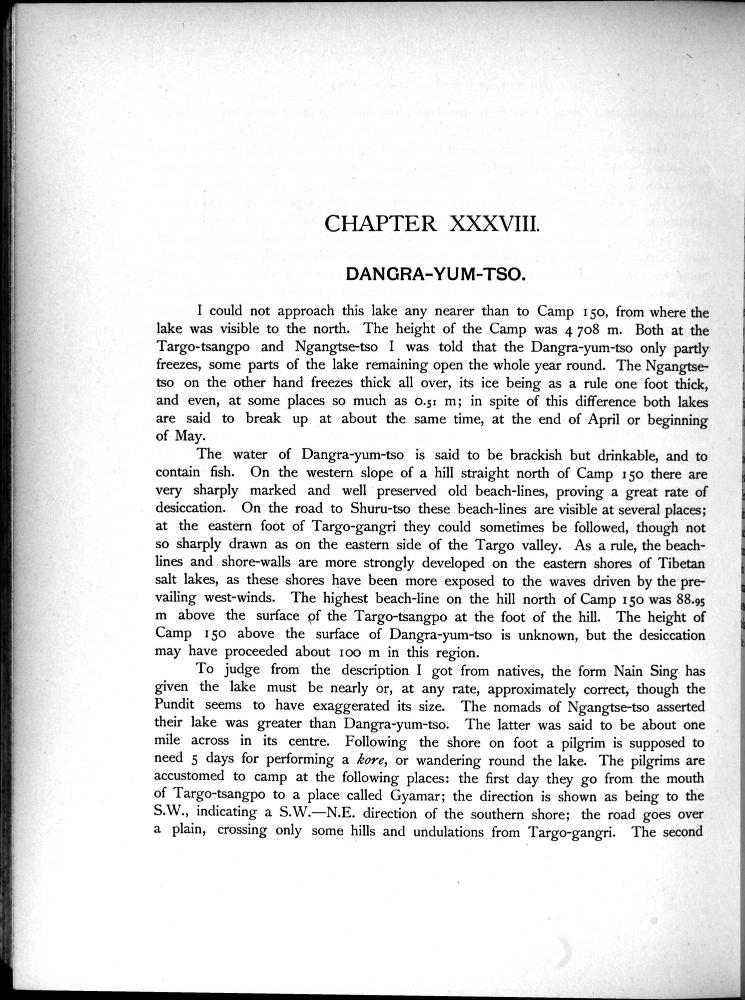 CHAPTER XXXVIII.
DANGRA-YUM-TSO.
I could not approach this lake any nearer than to Camp 150, from where the
lake was visible to the north. The height of the Camp was 4 708 m. Both at the
Targo-tsangpo and Ngangtse-tso I was told that the Dangra-yum-tso only partly
freezes, some parts of the lake remaining open the whole year round. The Ngangtse-
tso on the other hand freezes thick all over, its ice being as a rule one foot thick,
and even, at some places so much as 0.51 m; in spite of this difference both lakes
are said to break up at about the same time, at the end of April or beginning
of May.
The water of Dangra-yum-tso is said to be brackish but drinkable, and to
contain fish. On the western slope of a hill straight north of Camp 150 there are
very sharply marked and well preserved old beach-lines, proving a great rate of
desiccation. On the road to Shuru-tso these beach-lines are visible at several places;
at the eastern foot of Targo-gangri they could sometimes be followed, though not
so sharply drawn as on the eastern side of the Targo valley. As a rule, the beach-
lines and shore-walls are more strongly developed on the eastern shores of Tibetan
salt lakes, as these shores have been more exposed to the waves driven by the pre-
vailing west-winds. The highest beach-line on the hill north of Camp 150 was 88.95
m above the surface of the Targo-tsangpo at the foot of the hill. The height of
Camp 150 above the surface of Dangra-yum-tso is unknown, but the desiccation
may have proceeded about 100 m in this region.
To judge from the description I got from natives, the form Nain Sing has
given the lake must be nearly or, at any rate, approximately correct, though the
Pundit seems to have exaggerated its size. The nomads of Ngangtse-tso asserted
their lake was greater than Dangra-yum-tso. The latter was said to be about one
mile across in its centre. Following the shore on foot a pilgrim is supposed to
need 5 days for performing a kore, or wandering round the lake. The pilgrims are
accustomed to camp at the following places: the first day they go from the mouth
of Targo-tsangpo to a place called Gyamar; the direction is shown as being to the
S.W., indicating a S.W.—N.E. direction of the southern shore; the road goes over
a plain, crossing only some hills and undulations from Targo-gangri. The second